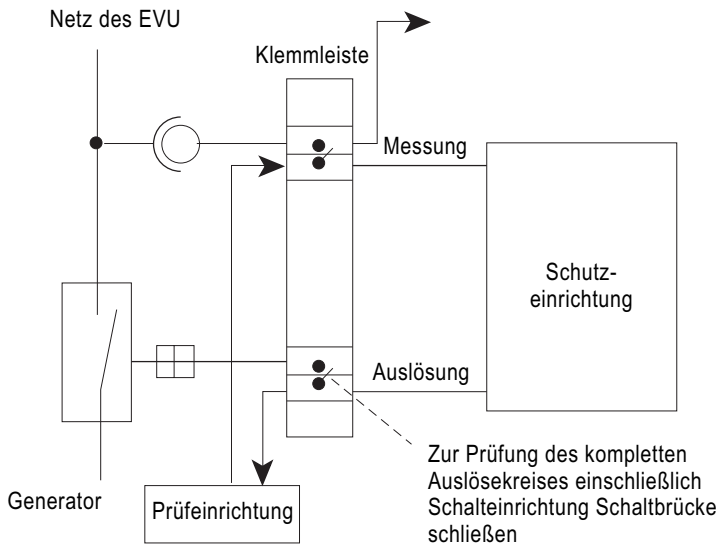 Netz des EVU
Klemmleiste
Messung
Schutz-
einrichtung
Auslösung
Zur Prüfung des kompletten
Auslösekreises einschließlich
Schalteinrichtung Schaltbrücke
schließen
Generator
Prüfeinrichtung